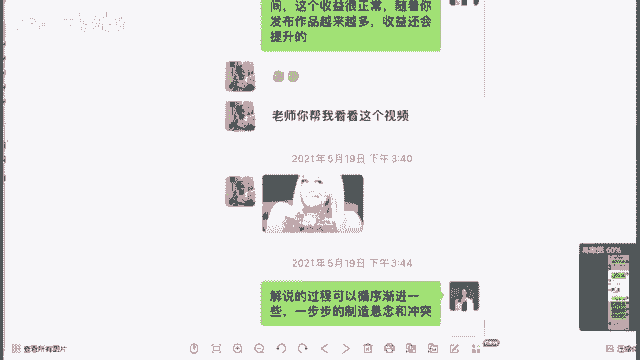 间，这个收益很正常，随着你
发布作品越来越多，收益还会
提升的
老师你帮我看看这个视频
2021年5月19日 下午 3:40
2021年5月19日 下午 3:44
解说的过程可以循序渐进一
些，一步步的制造悬念和冲突
60%
查看所有图片